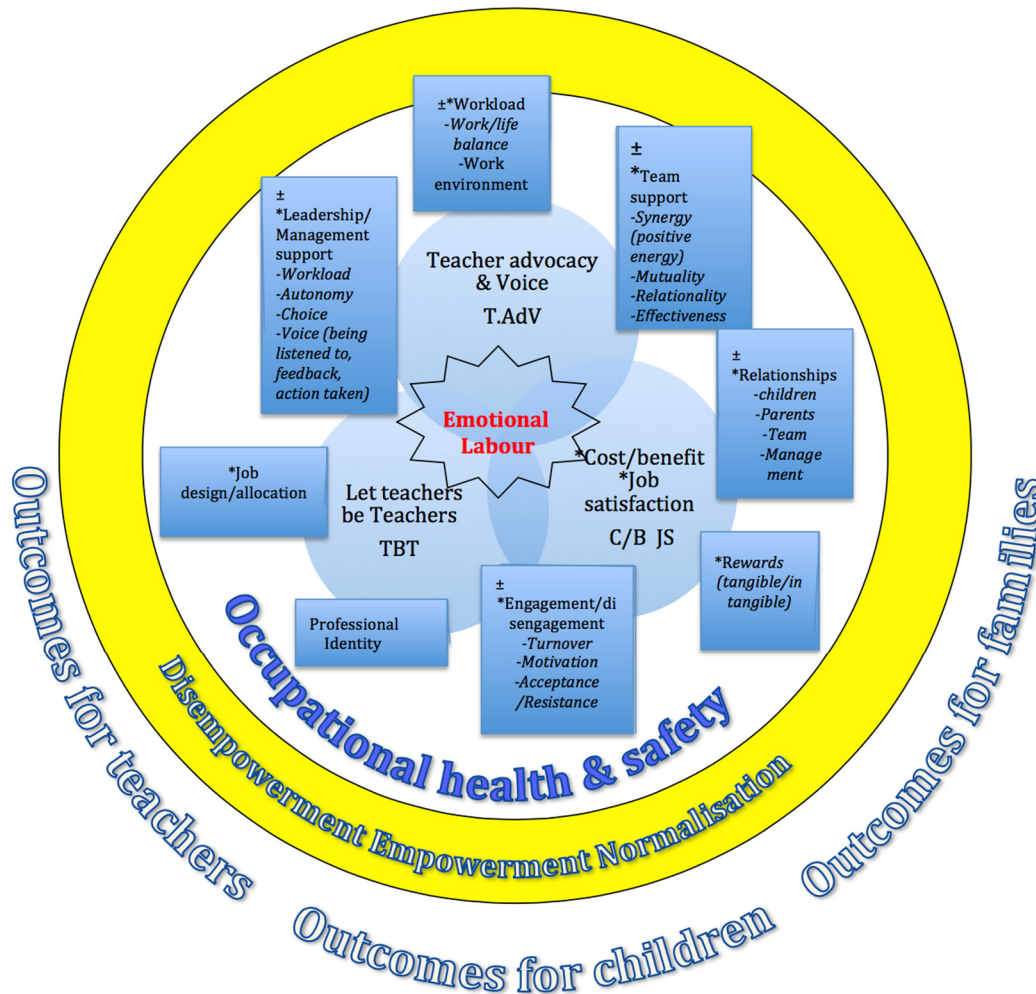 ±*Workload
-Work/life
balance
-Work
environment
±
*Team
support
-Synergy
(positive
energy)
-Mutuality
-Relationality
-Effectiveness
±
*Leadership/
Management
support
-Workload
-Autonomy
-Choice
-Voice (being
listened to,
feedback,
action taken)
Teacher advocacy
& Voice
T.AdV
±
*Relationships
-children
-Parents
-Team
-Manage
ment
Emotional
Labour
*Cost/benefit
*Job
satisfaction
C/B JS
*Job
design/allocation
Let teachers
be Teachers
TBT
*Rewards
(tangible/in
tangible)
±
*Engagement/di
sengagement
-Turnover
-Motivation
-Acceptance
/Resistance
Professional
Identity
Occupational health & safety
Disempowerment Empowerment Normalisation
Outcomes for teachers
Outcomes for children
Outcomes for families